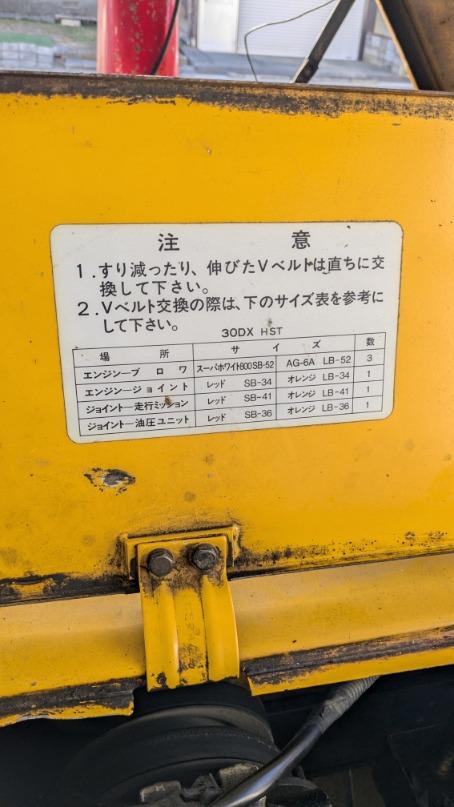 注意
1．すり減ったり、伸びたVベルトは直ちに交
換して下さい。
2．Vベルト交換の際は、下のサイズ表を参考に
して下さい。
30DX HST
場所 サイズ 数
エンジンーブロワ スーパホワイト800SB-52 AG-6A LB-52 3
エンジンージョイント レッド SB-34 オレンジ LB-34 1
ジョイントー走行ミッション レッド SB-41 オレンジ LB-41 1
ジョイントー油圧ユニット レッド SB-36 オレンジ LB-36 1